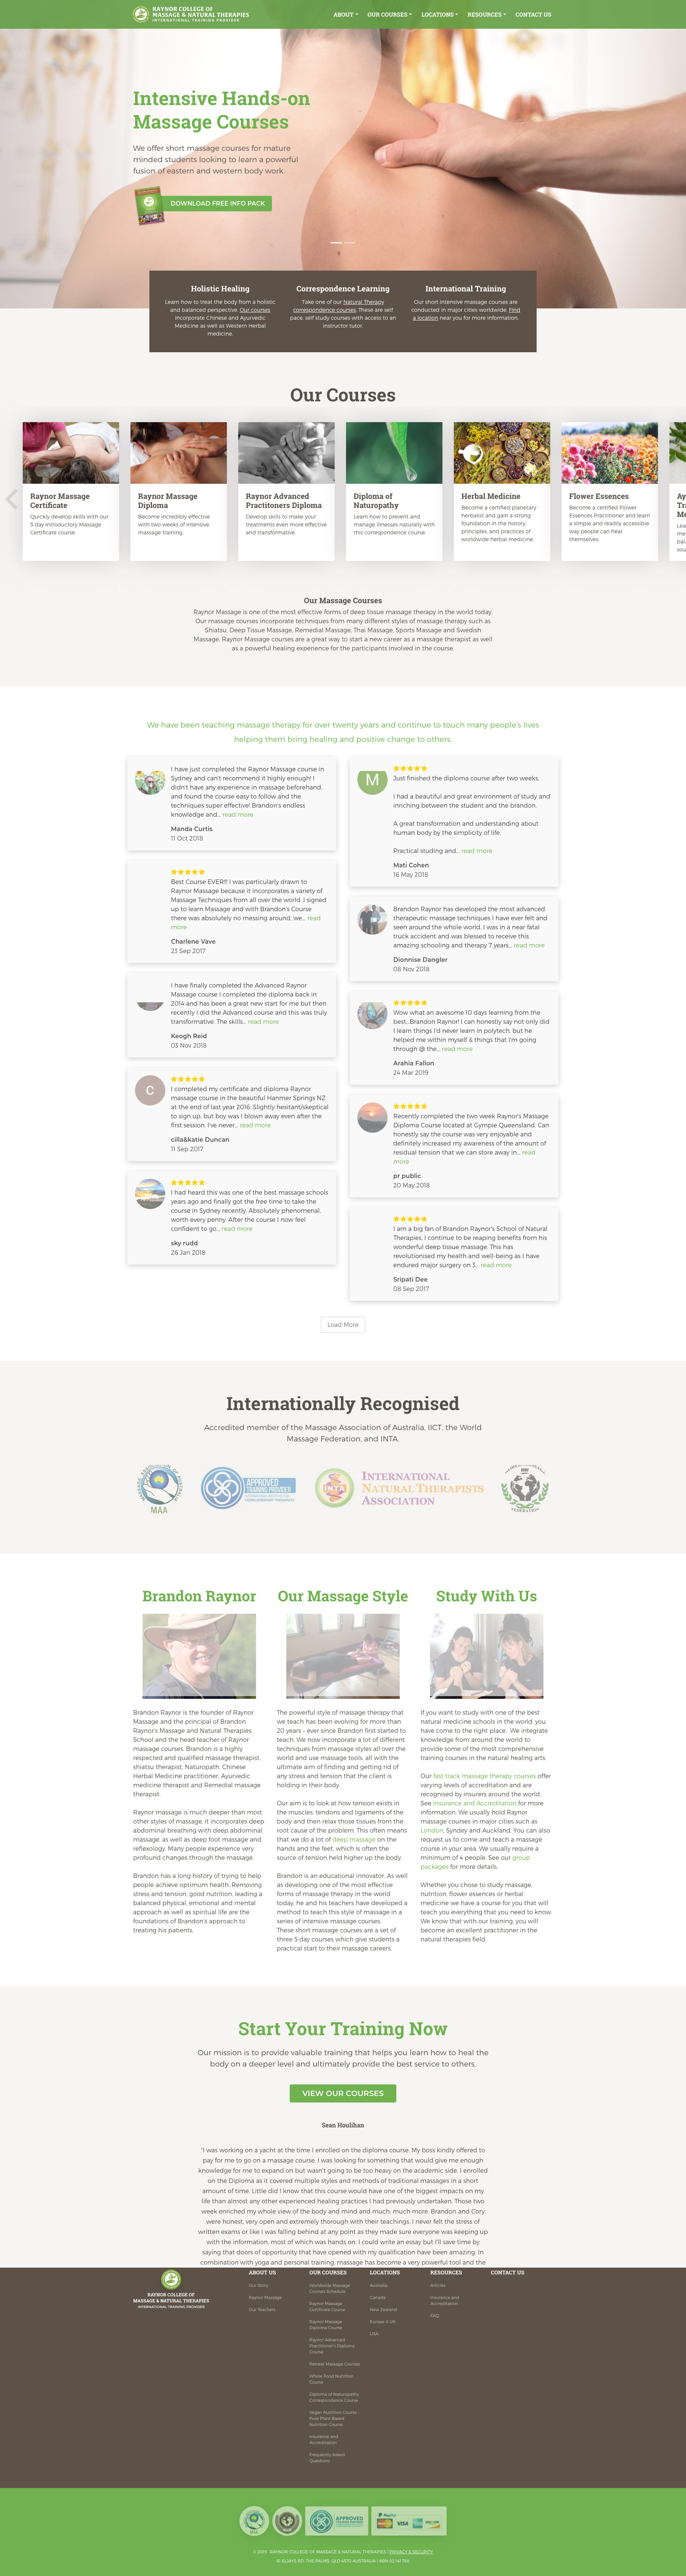 RAYNOR COLLEGE OF
MASSAGE & NATURAL THERAPIES
INTERNATIONAL TRAINING PROVIDER
ABOUT
OUR COURSES
LOCATIONS
RESOURCES
CONTACT US
Intensive Hands-on
Massage Courses
We offer short massage courses for mature
minded students looking to learn a powerful
fusion of eastern and western body work.
DOWNLOAD FREE INFO PACK
Holistic Healing
Learn how to treat the body from a holistic
and balanced perspective. Our courses
incorporate Chinese and Ayurvedic
Medicine as well as Western Herbal
medicine.
Correspondence Learning
Take one of our Natural Therapy
correspondence courses. These are self
pace, self study courses with access to an
instructor tutor.
International Training
Our short intensive massage courses are
conducted in major cities worldwide. Find
a location near you for more information.
Our Courses
Raynor Massage
Certificate
Quickly develop skills with our
5 day introductory Massage
Certificate course.
Raynor Massage
Diploma
Become incredibly effective
with two weeks of intensive
massage training.
Raynor Advanced
Practitoners Diploma
Develop skills to make your
treatments even more effective
and transformative.
Diploma of
Naturopathy
Learn how to prevent and
manage illnesses naturally with
this correspondence course.
Herbal Medicine
Become a certified planetary
herbalist and gain a strong
foundation in the history,
principles, and practices of
worldwide herbal medicine.
Flower Essences
Become a certified Flower
Essences Practitioner and learn
a simple and readily accessible
way people can heal
themselves.
Ay
Tra
Me
Lea
me
bal
sou
Our Massage Courses
Raynor Massage is one of the most effective forms of deep tissue massage therapy in the world today.
Our massage courses incorporate techniques from many different styles of massage therapy such as
Shiatsu, Deep Tissue Massage, Remedial Massage, Thai Massage, Sports Massage and Swedish
Massage. Raynor Massage courses are a great way to start a new career as a massage therapist as well
as a powerful healing experience for the participants involved in the course.
We have been teaching massage therapy for over twenty years and continue to touch many people's lives
helping them bring healing and positive change to others.
I have just completed the Raynor Massage course in
Sydney and can't recommend it highly enough! I
didn't have any experience in massage beforehand,
and found the course easy to follow and the
techniques super effective! Brandon's endless
knowledge and... read more
Manda Curtis
11 Oct 2018
Best Course EVER!!! I was particularly drawn to
Raynor Massage because it incorporates a variety of
Massage Techniques from all over the world. I signed
up to learn Massage and with Brandon's Course
there was absolutely no messing around, we... read
more
Charlene Vave
23 Sep 2017
I have finally completed the Advanced Raynor
Massage course I completed the diploma back in
2014 and has been a great new start for me but then
recently I did the Advanced course and this was truly
transformative. The skills... read more
Keogh Reid
03 Nov 2018
C
I completed my certificate and diploma Raynor
massage course in the beautiful Hanmer Springs NZ
at the end of last year 2016. Slightly hesitant/skeptical
to sign up, but boy was I blown away even after the
first session. I've never... read more
cilla&katie Duncan
11 Sep 2017
I had heard this was one of the best massage schools
years ago and finally got the free time to take the
course in Sydney recently. Absolutely phenomenal,
worth every penny. After the course I now feel
confident to go... read more
sky rudd
26 Jan 2018
M
Just finished the diploma course after two weeks.
I had a beautiful and great environment of study and
inriching between the student and the brandon.
A great transformation and understanding about
human body by the simplicity of life.
Practical studing and... read more
Mati Cohen
16 May 2018
Brandon Raynor has developed the most advanced
therapeutic massage techniques I have ever felt and
seen around the whole world. I was in a near fatal
truck accident and was blessed to receive this
amazing schooling and therapy 7 years... read more
Dionnise Dangler
08 Nov 2018
Wow what an awesome 10 days learning from the
best...Brandon Raynor! I can honestly say not only did
I learn things I'd never learn in polytech, but he
helped me within myself & things that I'm going
through @ the... read more
Arahia Fallon
24 Mar 2019
Recently completed the two week Raynor's Massage
Diploma Course located at Gympie Queensland. Can
honestly say the course was very enjoyable and
definitely increased my awareness of the amount of
residual tension that we can store away in... read
more
pr public
20 May 2018
I am a big fan of Brandon Raynor's School of Natural
Therapies, I continue to be reaping benefits from his
wonderful deep tissue massage. This has
revolutionised my health and well-being as I have
endured major surgery on 3... read more
Sripati Dee
08 Sep 2017
Load More
Internationally Recognised
Accredited member of the Massage Association of Australia, IICT, the World
Massage Federation, and INTA.
MAA
APPROVED
TRAINING PROVIDER
INTA
INTERNATIONAL
NATURAL THERAPISTS
ASSOCIATION
FEDERATION
Brandon Raynor
Brandon Raynor is the founder of Raynor
Massage and the principal of Brandon
Raynor's Massage and Natural Therapies
School and the head teacher of Raynor
massage courses. Brandon is a highly
respected and qualified massage therapist,
shiatsu therapist, Naturopath, Chinese
Herbal Medicine practitioner, Ayurvedic
medicine therapist and Remedial massage
therapist.
Raynor massage is much deeper than most
other styles of massage, it incorporates deep
abdominal breathing with deep abdominal
massage, as well as deep foot massage and
reflexology. Many people experience very
profound changes through the massage.
Brandon has a long history of trying to help
people achieve optimum health. Removing
stress and tension, good nutrition, leading a
balanced physical, emotional and mental
approach as well as spiritual life are the
foundations of Brandon's approach to
treating his patients.
Our Massage Style
The powerful style of massage therapy that
we teach has been evolving for more than
20 years – ever since Brandon first started to
teach. We now incorporate a lot of different
techniques from massage styles all over the
world and use massage tools, all with the
ultimate aim of finding and getting rid of
any stress and tension that the client is
holding in their body.
Our aim is to look at how tension exists in
the muscles, tendons and ligaments of the
body and then relax those tissues from the
root cause of the problem. This often means
that we do a lot of deep massage on the
hands and the feet, which is often the
source of tension held higher up the body.
Brandon is an educational innovator. As well
as developing one of the most effective
forms of massage therapy in the world
today, he and his teachers have developed a
method to teach this style of massage in a
series of intensive massage courses.
These short massage courses are a set of
three 5 day courses which give students a
practical start to their massage careers.
Study With Us
If you want to study with one of the best
natural medicine schools in the world, you
have come to the right place. We integrate
knowledge from around the world to
provide some of the most comprehensive
training courses in the natural healing arts.
Our fast track massage therapy courses offer
varying levels of accreditation and are
recognised by insurers around the world.
See Insurance and Accreditation for more
information. We usually hold Raynor
massage courses in major cities such as
London, Syndey and Auckland. You can also
request us to come and teach a massage
course in your area. We usually require a
minimum of 4 people. See our group
packages for more details.
Whether you chose to study massage,
nutrition, flower essences or herbal
medicine we have a course for you that will
teach you everything that you need to know.
We know that with our training, you will
become an excellent practitioner in the
natural therapies field.
Start Your Training Now
Our mission is to provide valuable training that helps you learn how to heal the
body on a deeper level and ultimately provide the best service to others.
VIEW OUR COURSES
Sean Houlihan
"I was working on a yacht at the time I enrolled on the diploma course. My boss kindly offered to
pay for me to go on a massage course. I was looking for something that would give me enough
knowledge for me to expand on but wasn't going to be too heavy on the academic side. I enrolled
on the Diploma as it covered multiple styles and methods of traditional massages in a short
amount of time. Little did I know that this course would have one of the biggest impacts on my
life than almost any other experienced healing practices I had previously undertaken. Those two
week enriched my whole view of the body and mind and much, much more. Brandon and Cory
were honest, very open and extremely thorough with their teachings. I never felt the stress of
written exams or like I was falling behind at any point as they made sure everyone was keeping up
with the information, most of which was hands on. I could write an essay but I'll save time by
saying that doors of opportunity that have opened with my qualification have been amazing. In
combination with yoga and personal training, massage has become a very powerful tool and the
RAYNOR COLLEGE OF
MASSAGE & NATURAL THERAPIES
INTERNATIONAL TRAINING PROVIDER
ABOUT US
Our Story
Raynor Massage
Our Teachers
OUR COURSES
Worldwide Massage
Courses Schedule
Raynor Massage
Certificate Course
Raynor Massage
Diploma Course
Raynor Advanced
Practitioner's Diploma
Course
Retreat Massage Courses
Whole Food Nutrition
Course
Diploma of Naturopathy
Correspondence Course
Vegan Nutrition Course –
Pure Plant Based
Nutrition Course
Insurance and
Accreditation
Frequently Asked
Questions
LOCATIONS
Australia
Canada
New Zealand
Europe & UK
USA
RESOURCES
Articles
Insurance and
Accreditation
FAQ
CONTACT US
MAA
APPROVED
TRAINING PROVIDER
PayPal
VISA
© 2019 RAYNOR COLLEGE OF MASSAGE & NATURAL THERAPIES | PRIVACY & SECURITY